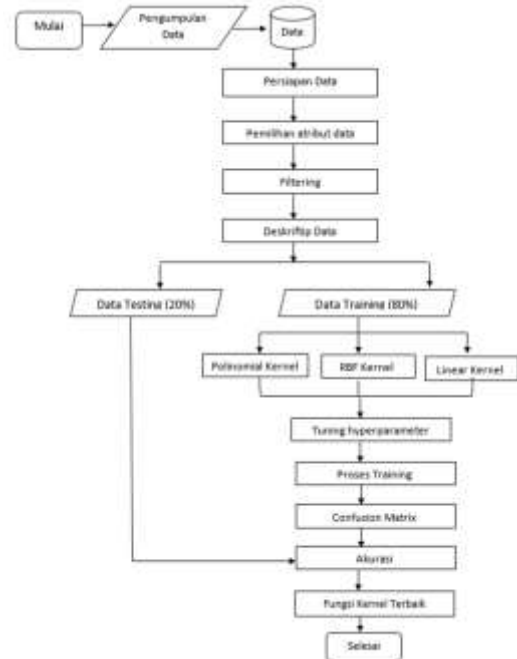 Mulai
Pengumpulan
Data
Data
Persiapan Data
Pemilihan atribut data
Filtering
Deskriftip Data
Data Testing (20%)
Data Training (80%)
Polinomial Kernel
RBF Kernel
Linear Kernel
Tuning hyperparameter
Proses Training
Confusion Matrix
Akurasi
Fungsi Kernel Terbaik
Selesai